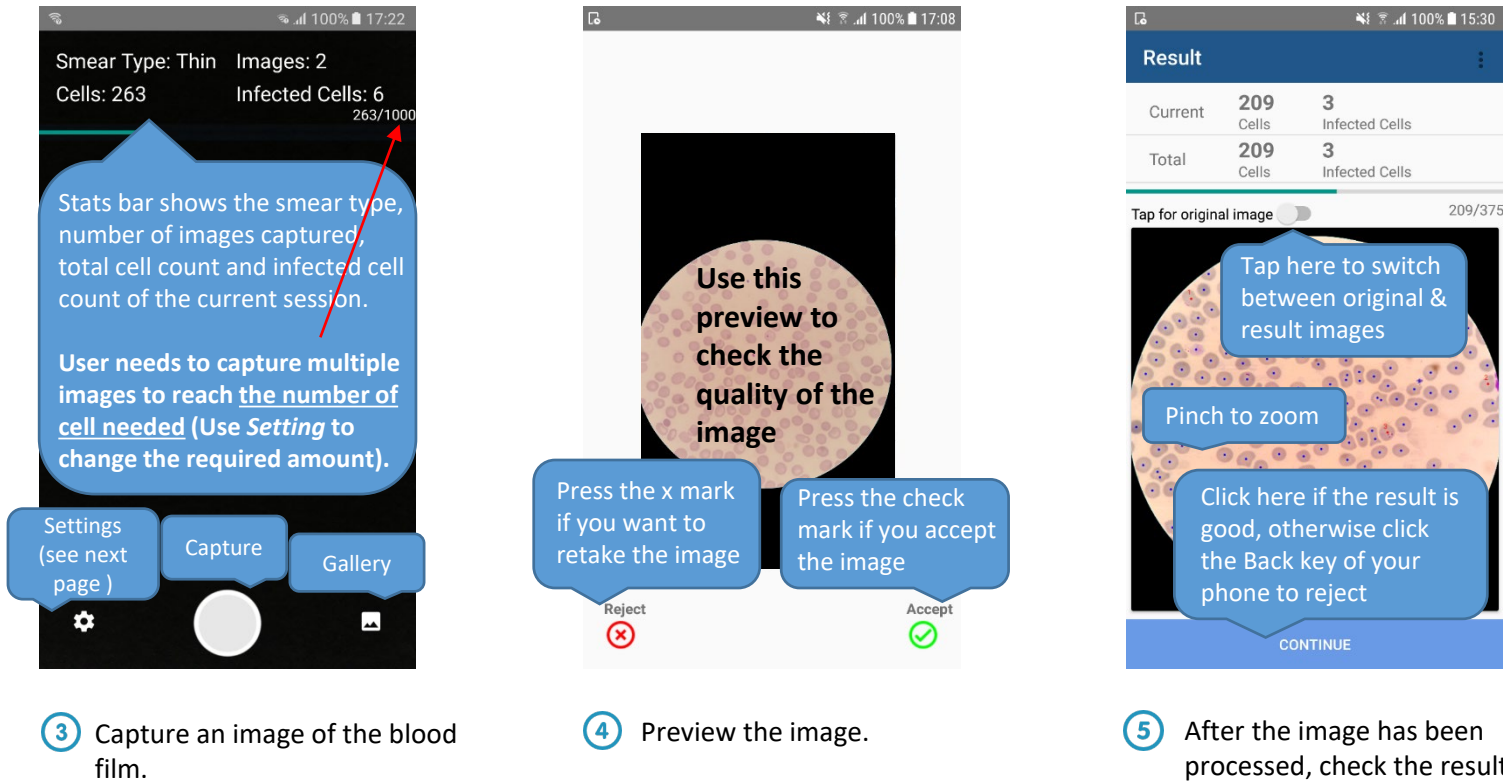 100% 17:22
Smear Type: Thin Images: 2
Cells: 263 Infected Cells: 6
263/1000
Stats bar shows the smear type,
number of images captured,
total cell count and infected cell
count of the current session.
User needs to capture multiple
images to reach the number of
cell needed (Use Setting to
change the required amount).
Settings
(see next
page )
Capture
Gallery
3 Capture an image of the blood
film.
100% 17:08
Use this
preview to
check the
quality of the
image
Press the x mark
if you want to
retake the image
Press the check
mark if you accept
the image
Reject
Accept
4 Preview the image.
100% 15:30
Result
Current 209 3
Cells Infected Cells
Total 209 3
Cells Infected Cells
Tap for original image 209/375
Tap here to switch
between original &
result images
Pinch to zoom
Click here if the result is
good, otherwise click
the Back key of your
phone to reject
CONTINUE
5 After the image has been
processed, check the result